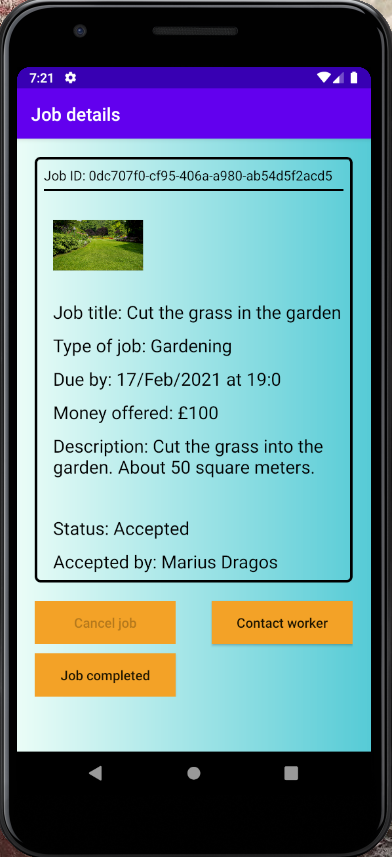 7:21
Job details
Job ID: 0dc707f0-cf95-406a-a980-ab54d5f2acd5
Job title: Cut the grass in the garden
Type of job: Gardening
Due by: 17/Feb/2021 at 19:0
Money offered: £100
Description: Cut the grass into the
garden. About 50 square meters.
Status: Accepted
Accepted by: Marius Dragos
Cancel job
Contact worker
Job completed